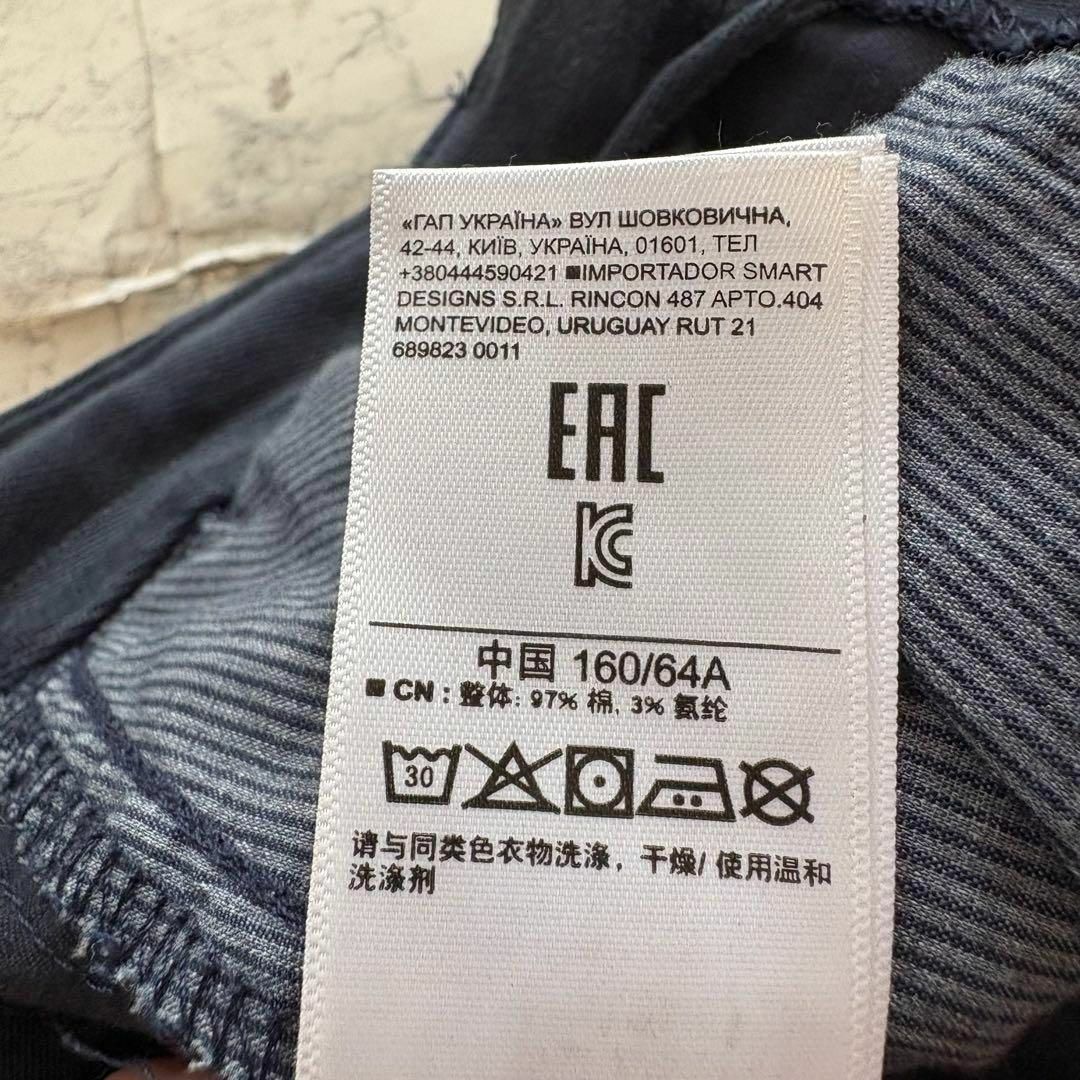 «ГАП УКРАЇНА» ВУЛ ШОВКОВИЧНА,
42-44, КИЇВ, УКРАЇНА, 01601, ТЕЛ
+380444590421 ■IMPORTADOR SMART
DESIGNS S.R.L. RINCON 487 APTO.404
MONTEVIDEO, URUGUAY RUT 21
689823 0011
EAC
KC
中国 160/64A
■ CN : 整体: 97% 棉, 3% 氨纶
30
请与同类色衣物洗涤，干燥/ 使用温和
洗涤剂